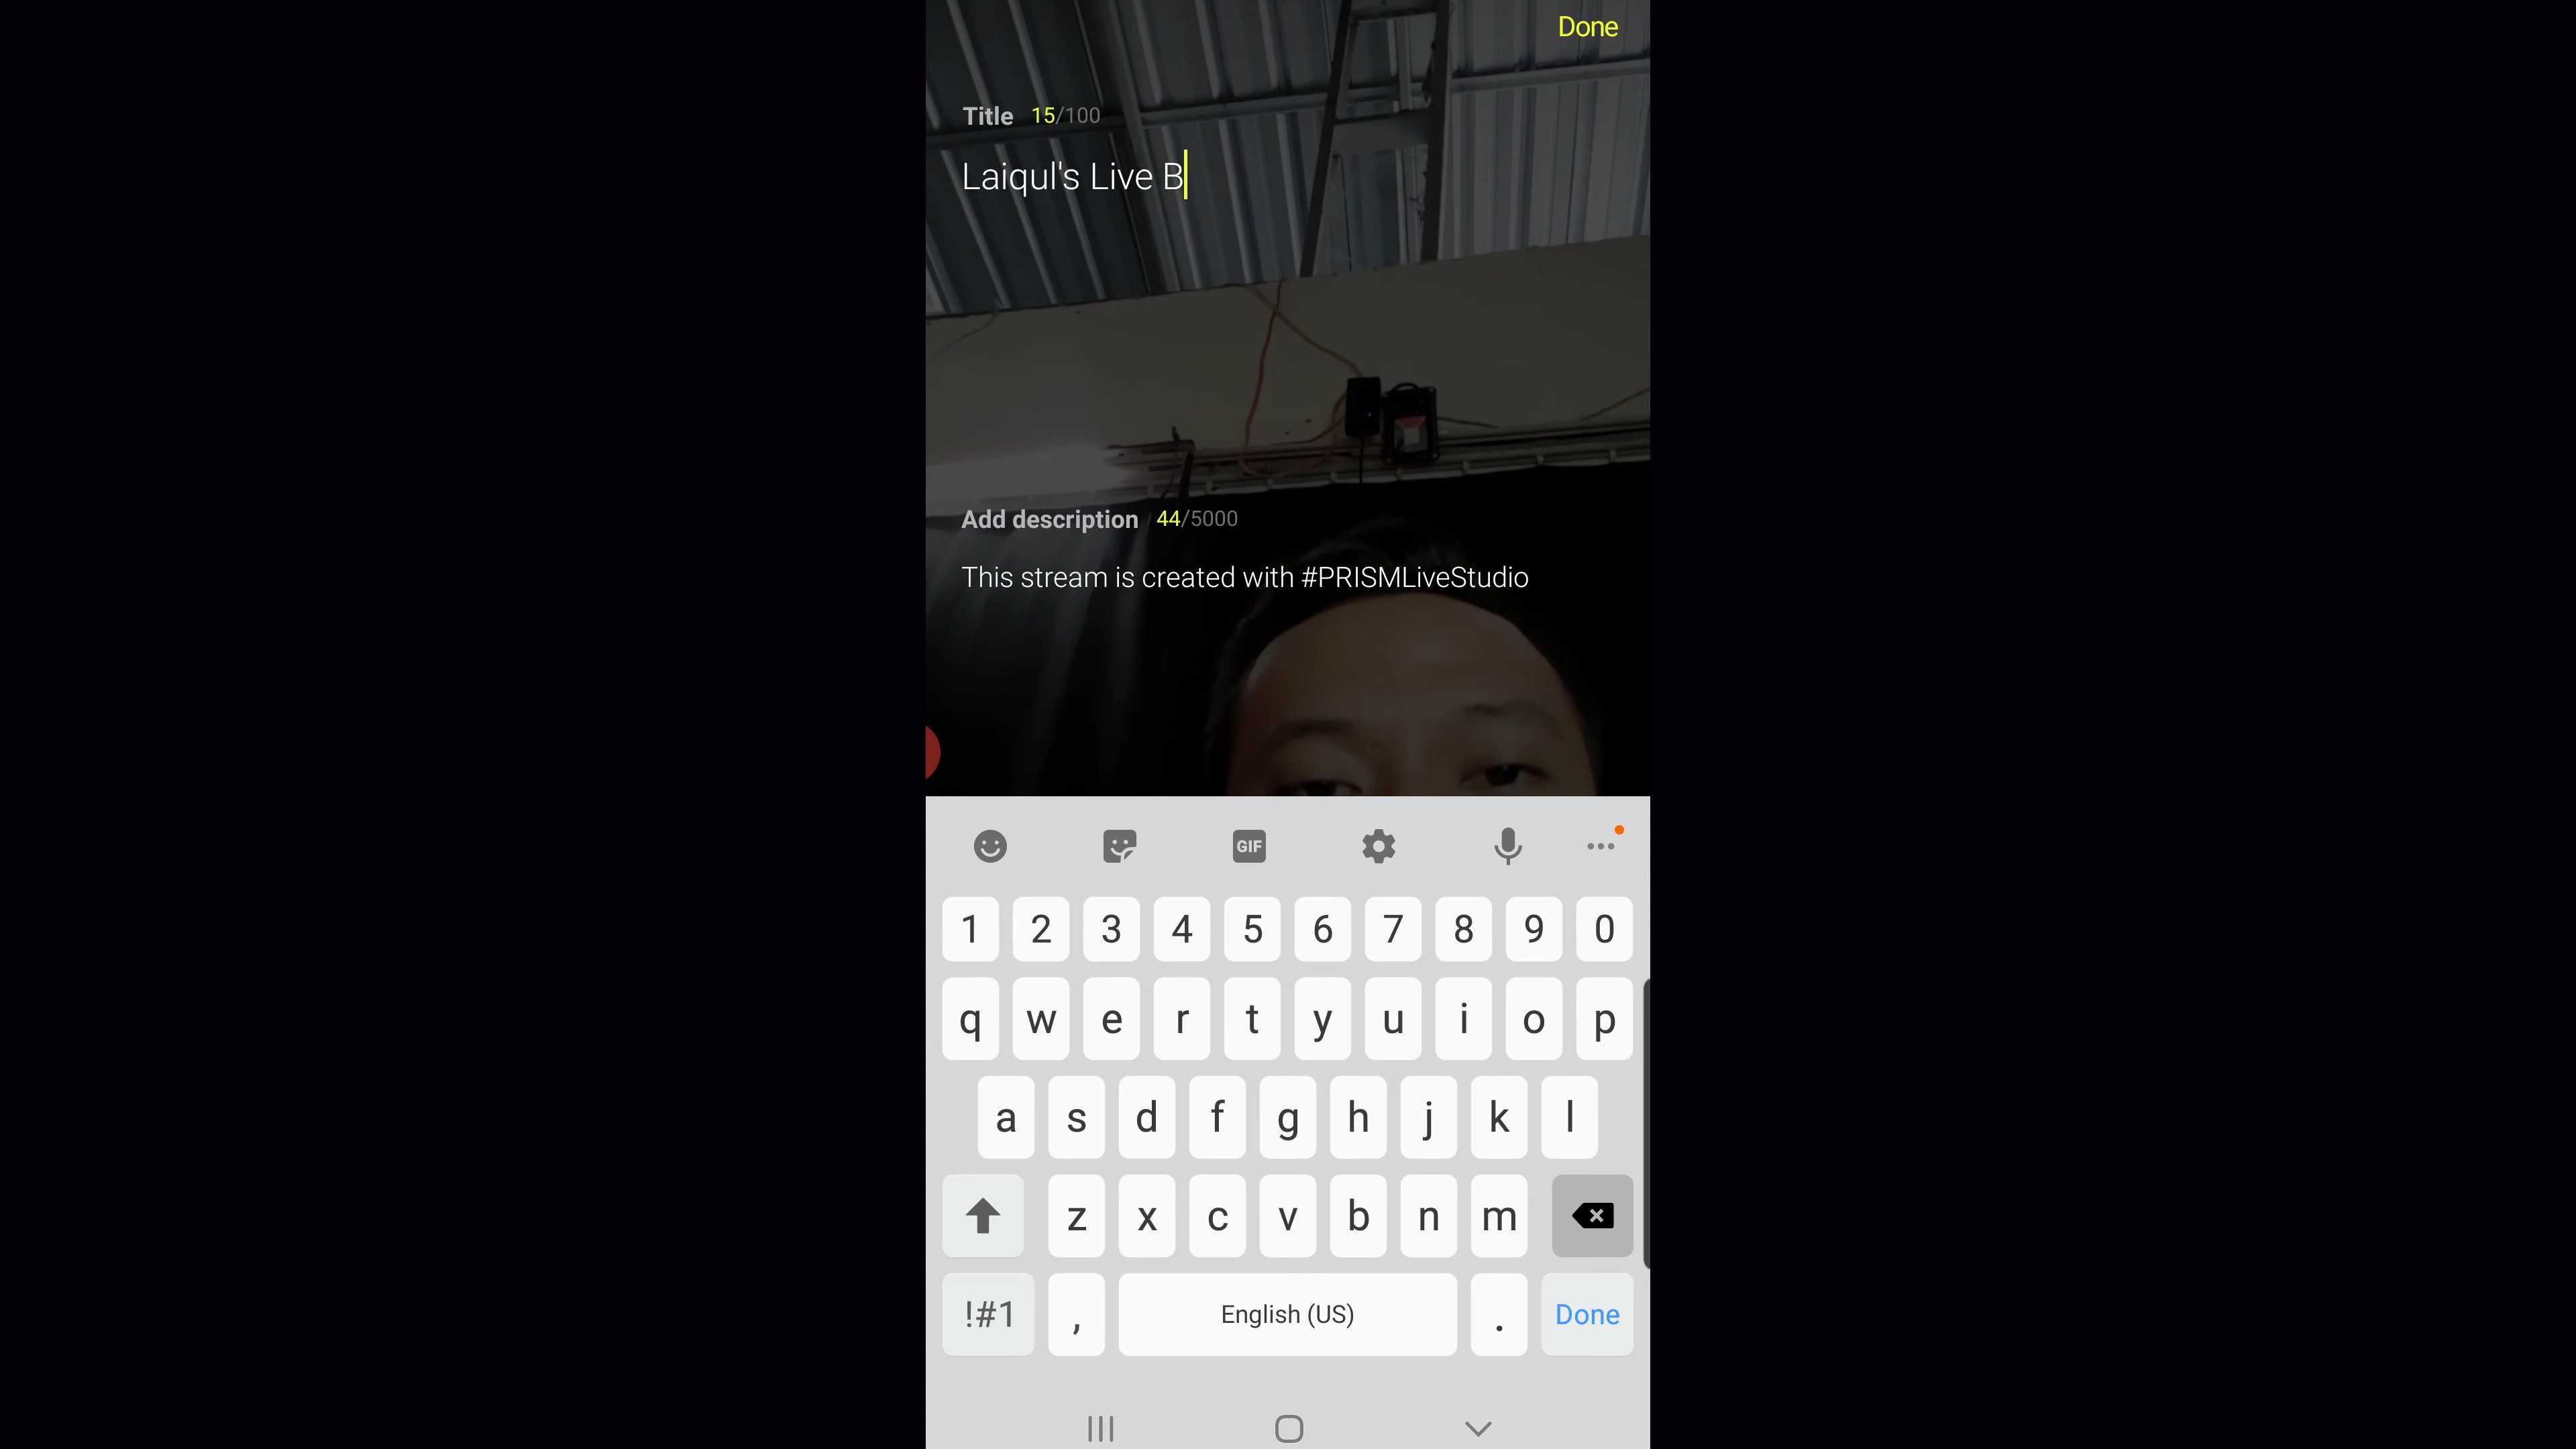 Done
Title 15/100
Laiqul's Live B
Add description 44/5000
This stream is created with #PRISMLiveStudio
GIF
1 2 3 4 5 6 7 8 9 0
q w e r t y u i o p
a s d f g h j k l
z x c v b n m
!#1 , English (US) . Done